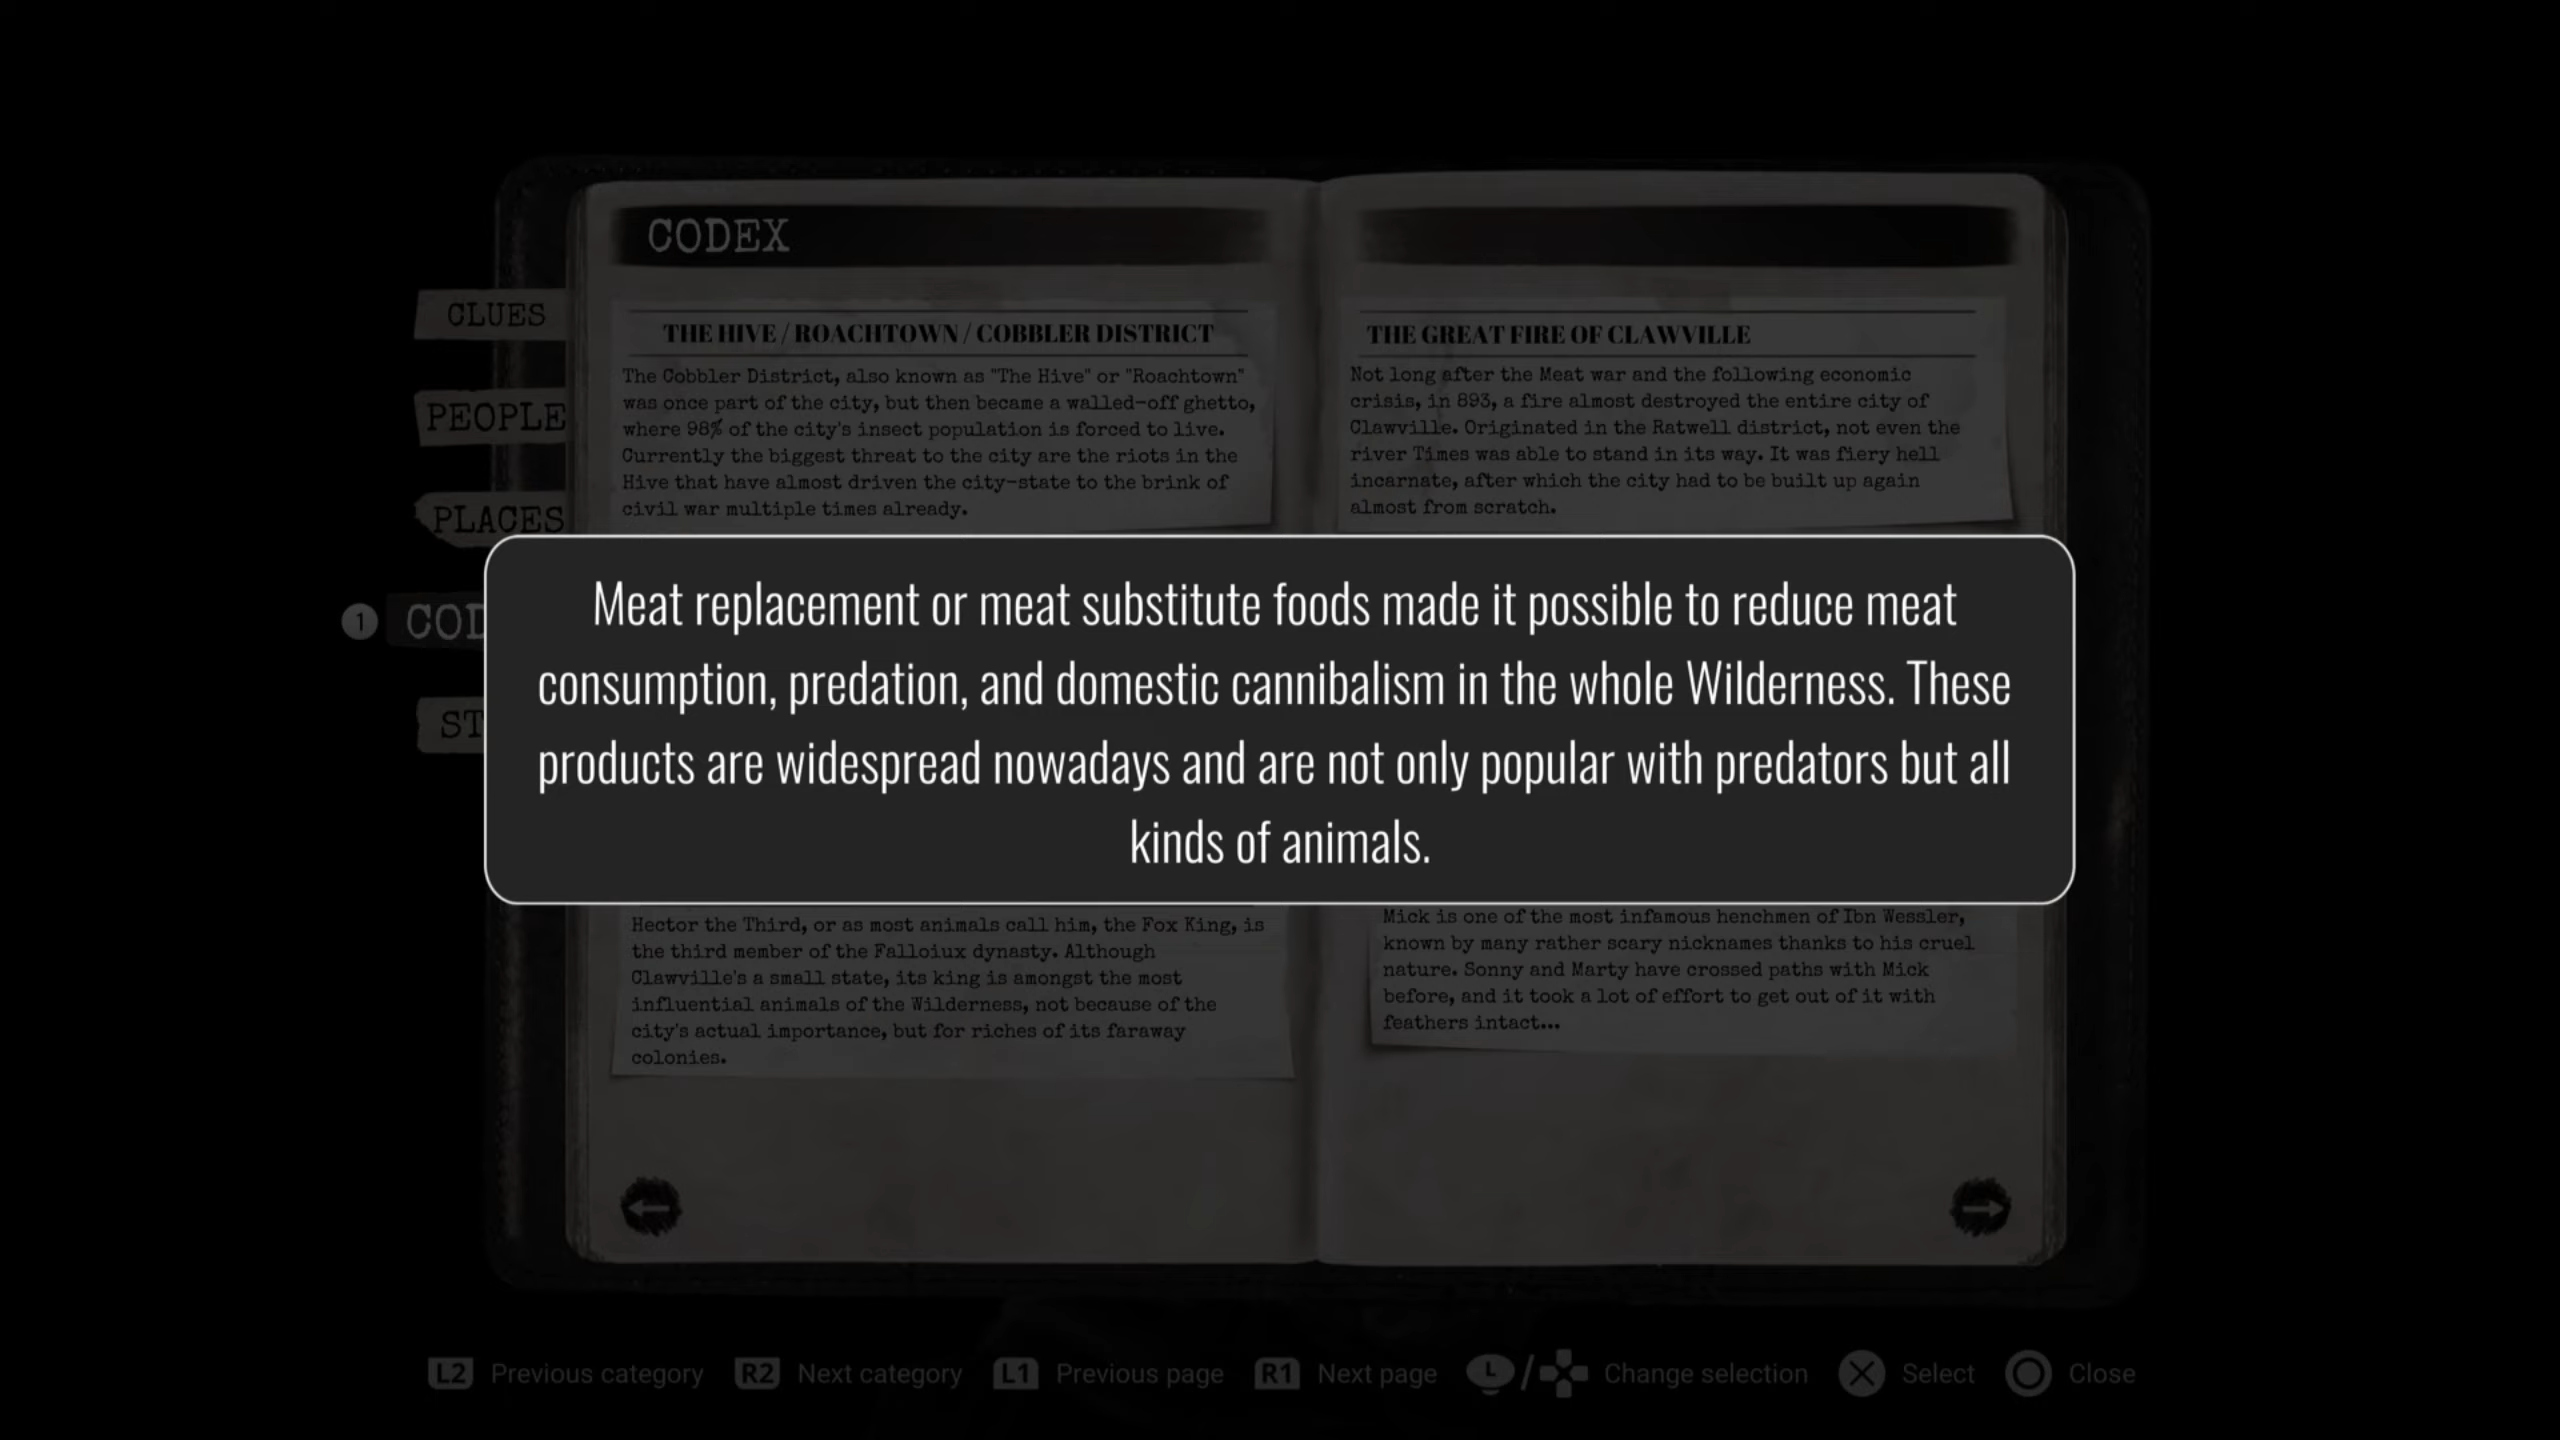 CODEX
CLUES
PEOPLE
PLACES
1
COD
ST
THE HIVE / ROACHTOWN / COBBLER DISTRICT
The Cobbler District, also known as "The Hive" or "Roachtown"
was once part of the city, but then became a walled-off ghetto,
where 98% of the city's insect population is forced to live.
Currently the biggest threat to the city are the riots in the
Hive that have almost driven the city-state to the brink of
civil war multiple times already.
THE GREAT FIRE OF CLAWVILLE
Not long after the Meat war and the following economic
crisis, in 893, a fire almost destroyed the entire city of
Clawville. Originated in the Ratwell district, not even the
river Times was able to stand in its way. It was fiery hell
incarnate, after which the city had to be built up again
almost from scratch.
Meat replacement or meat substitute foods made it possible to reduce meat
consumption, predation, and domestic cannibalism in the whole Wilderness. These
products are widespread nowadays and are not only popular with predators but all
kinds of animals.
Hector the Third, or as most animals call him, the Fox King, is
the third member of the Falloiux dynasty. Although
Clawville's a small state, its king is amongst the most
influential animals of the Wilderness, not because of the
city's actual importance, but for riches of its faraway
colonies.
Mick is one of the most infamous henchmen of Ibn Wessler,
known by many rather scary nicknames thanks to his cruel
nature. Sonny and Marty have crossed paths with Mick
before, and it took a lot of effort to get out of it with
feathers intact...
L2 Previous category R2 Next category L1 Previous page R1 Next page L / Change selection Select Close